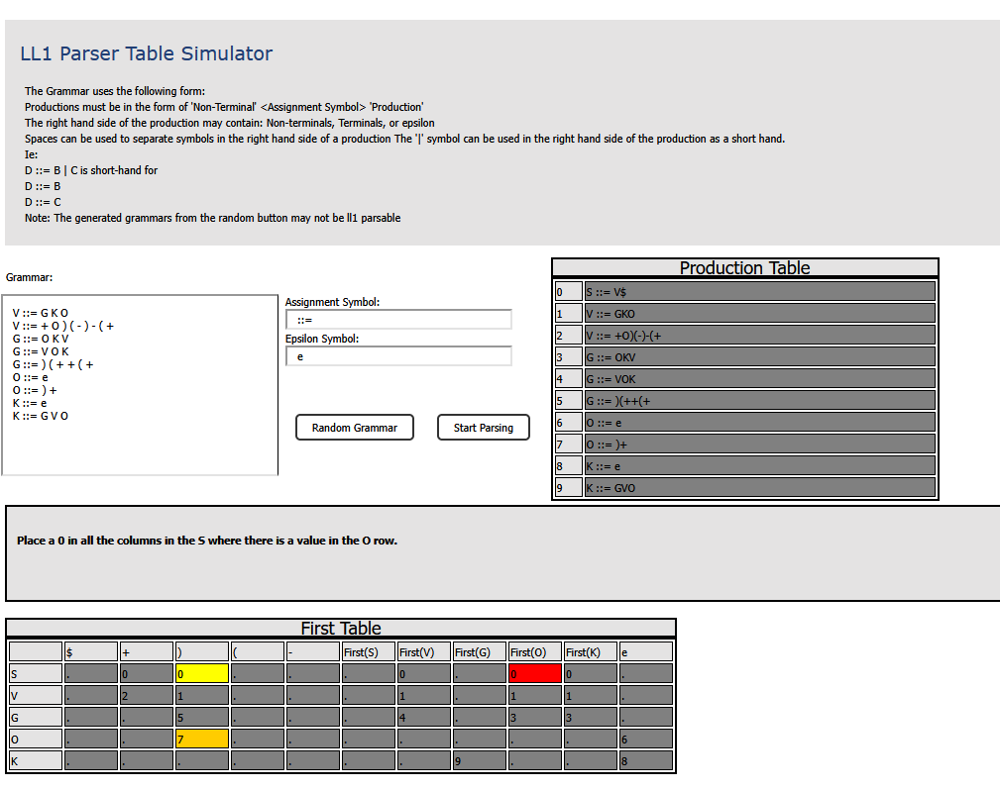 LL1 Parser Table Simulator
The Grammar uses the following form:
Productions must be in the form of 'Non-Terminal' <Assignment Symbol> 'Production'
The right hand side of the production may contain: Non-terminals, Terminals, or epsilon
Spaces can be used to separate symbols in the right hand side of a production The '|' symbol can be used in the right hand side of the production as a short hand.
Ie:
D ::= B | C is short-hand for
D ::= B
D ::= C
Note: The generated grammars from the random button may not be ll1 parsable
Grammar:
V ::= G K O
V ::= + O ) ( - ) - ( +
G ::= O K V
G ::= V O K
G ::= ) ( + + ( +
O ::= e
O ::= ) +
K ::= e
K ::= G V O
Assignment Symbol:
::=
Epsilon Symbol:
e
Random Grammar Start Parsing
Production Table
0 S ::= V$
1 V ::= GKO
2 V ::= +O)(-)-(+
3 G ::= OKV
4 G ::= VOK
5 G ::= )(++(+
6 O ::= e
7 O ::= )+
8 K ::= e
9 K ::= GVO
Place a 0 in all the columns in the S where there is a value in the O row.
First Table
$ + ) ( - First(S) First(V) First(G) First(O) First(K) e
S . 0 0 . . . 0 . 0 0 .
V . 2 1 . . . 1 . 1 1 .
G . . 5 . . . 4 . 3 3 .
O . . 7 . . . . . . . 6
K . . . . . . . 9 . . 8